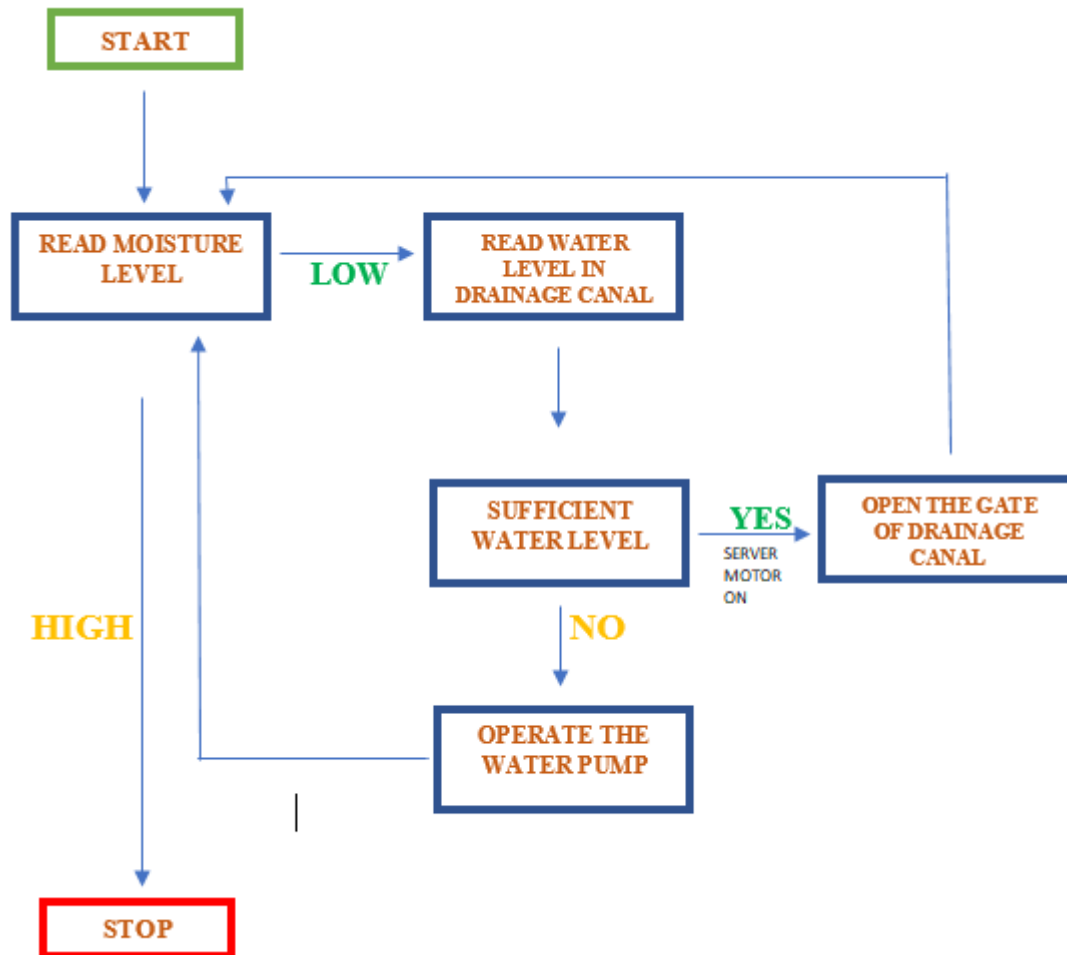 START
READ MOISTURE
LEVEL
LOW
READ WATER
LEVEL IN
DRAINAGE CANAL
SUFFICIENT
WATER LEVEL
YES
SERVER
MOTOR
ON
OPEN THE GATE
OF DRAINAGE
CANAL
HIGH
NO
OPERATE THE
WATER PUMP
STOP